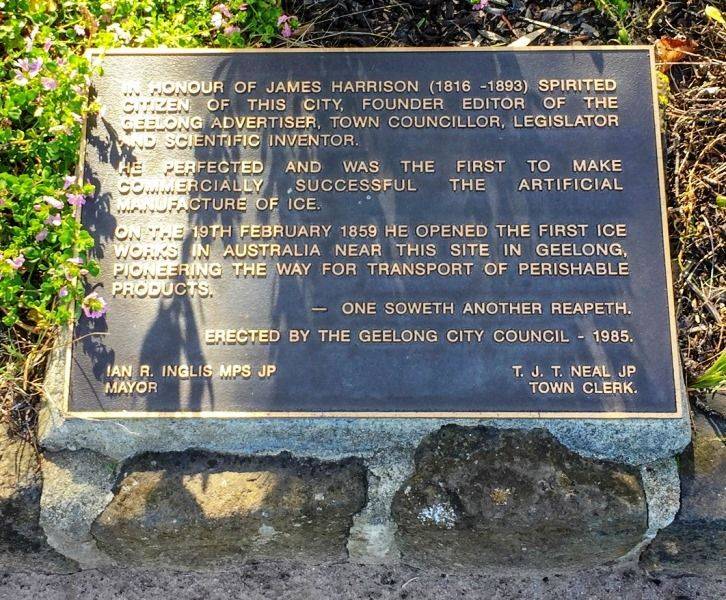 IN HONOUR OF JAMES HARRISON (1816 -1893) SPIRITED
CITIZEN OF THIS CITY, FOUNDER EDITOR OF THE
GEELONG ADVERTISER, TOWN COUNCILLOR, LEGISLATOR
AND SCIENTIFIC INVENTOR.
HE PERFECTED AND WAS THE FIRST TO MAKE
COMMERCIALLY SUCCESSFUL THE ARTIFICIAL
MANUFACTURE OF ICE.
ON THE 19TH FEBRUARY 1859 HE OPENED THE FIRST ICE
WORKS IN AUSTRALIA NEAR THIS SITE IN GEELONG,
PIONEERING THE WAY FOR TRANSPORT OF PERISHABLE
PRODUCTS.
— ONE SOWETH ANOTHER REAPETH.
ERECTED BY THE GEELONG CITY COUNCIL - 1985.
IAN R. INGLIS MPS JP
MAYOR
T. J. T. NEAL JP
TOWN CLERK.